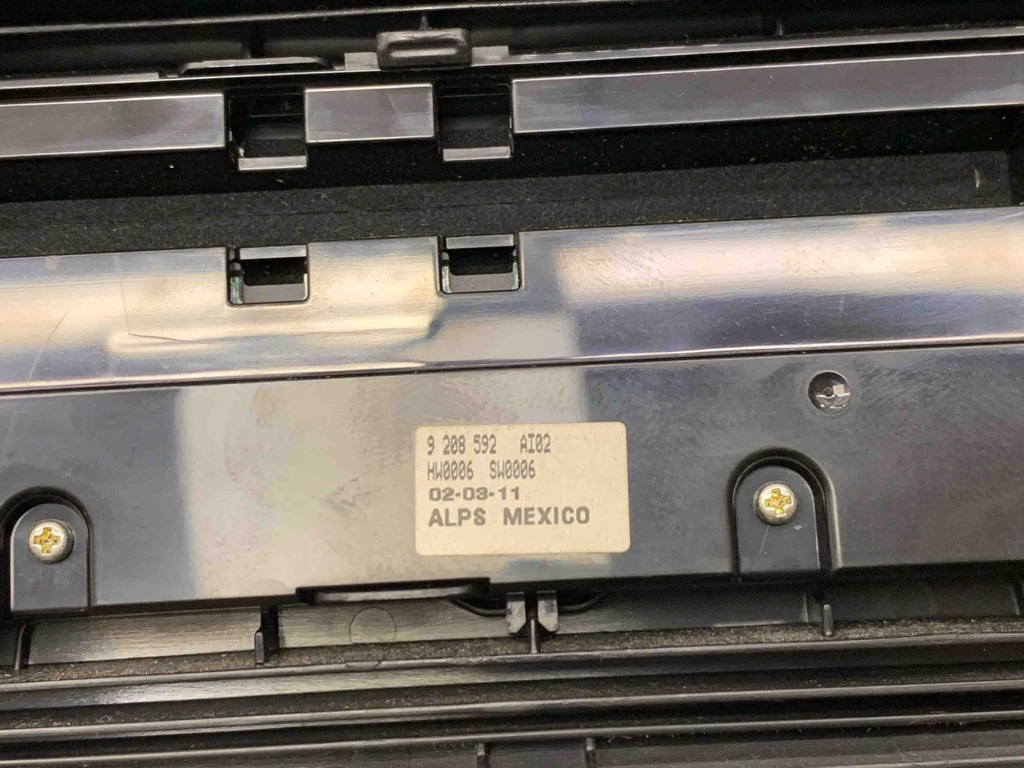 9 208 592 AI02
HW0006 SW0006
02-03-11
ALPS MEXICO